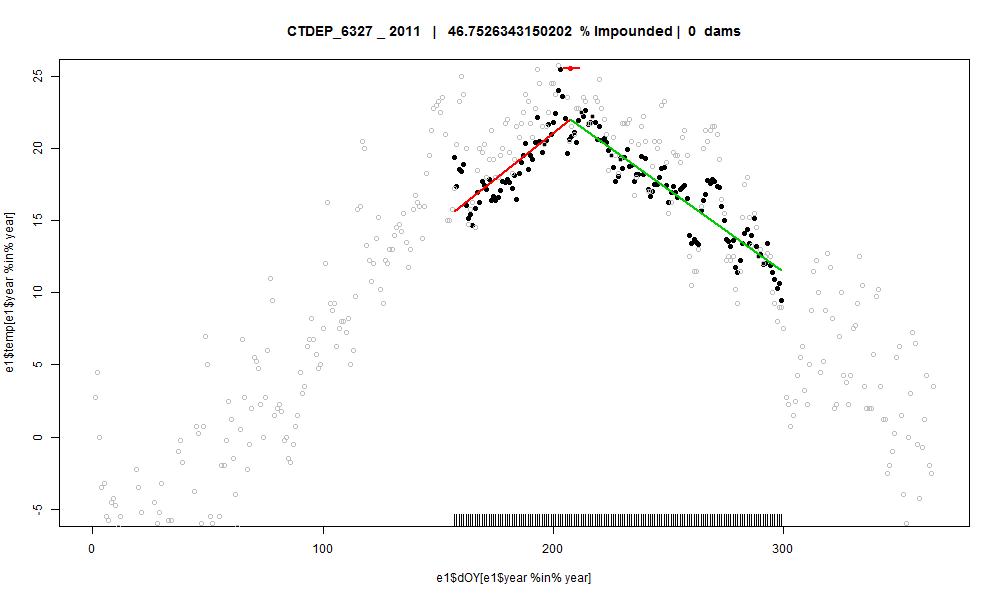 CTDEP_6327 _ 2011 | 46.7526343150202 % Impounded | 0 dams
e1$temp[e1$year %in% year]
25
20
15
10
5
0
-5
0 100 200 300
e1$dOY[e1$year %in% year]